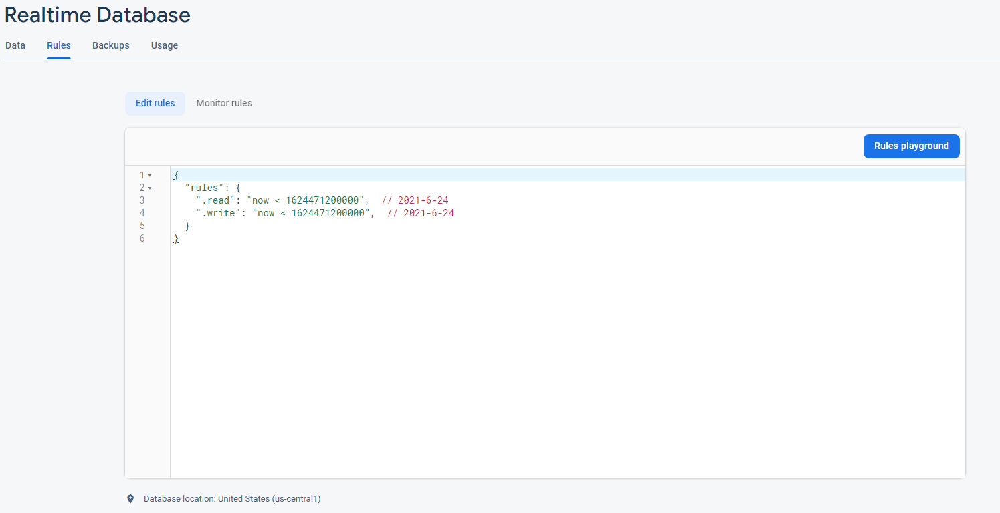 Realtime Database
Data Rules Backups Usage
Edit rules Monitor rules
Rules playground
1 {
2 "rules": {
3 ".read": "now < 1624471200000", // 2021-6-24
4 ".write": "now < 1624471200000", // 2021-6-24
5 }
6 }
Database location: United States (us-central1)